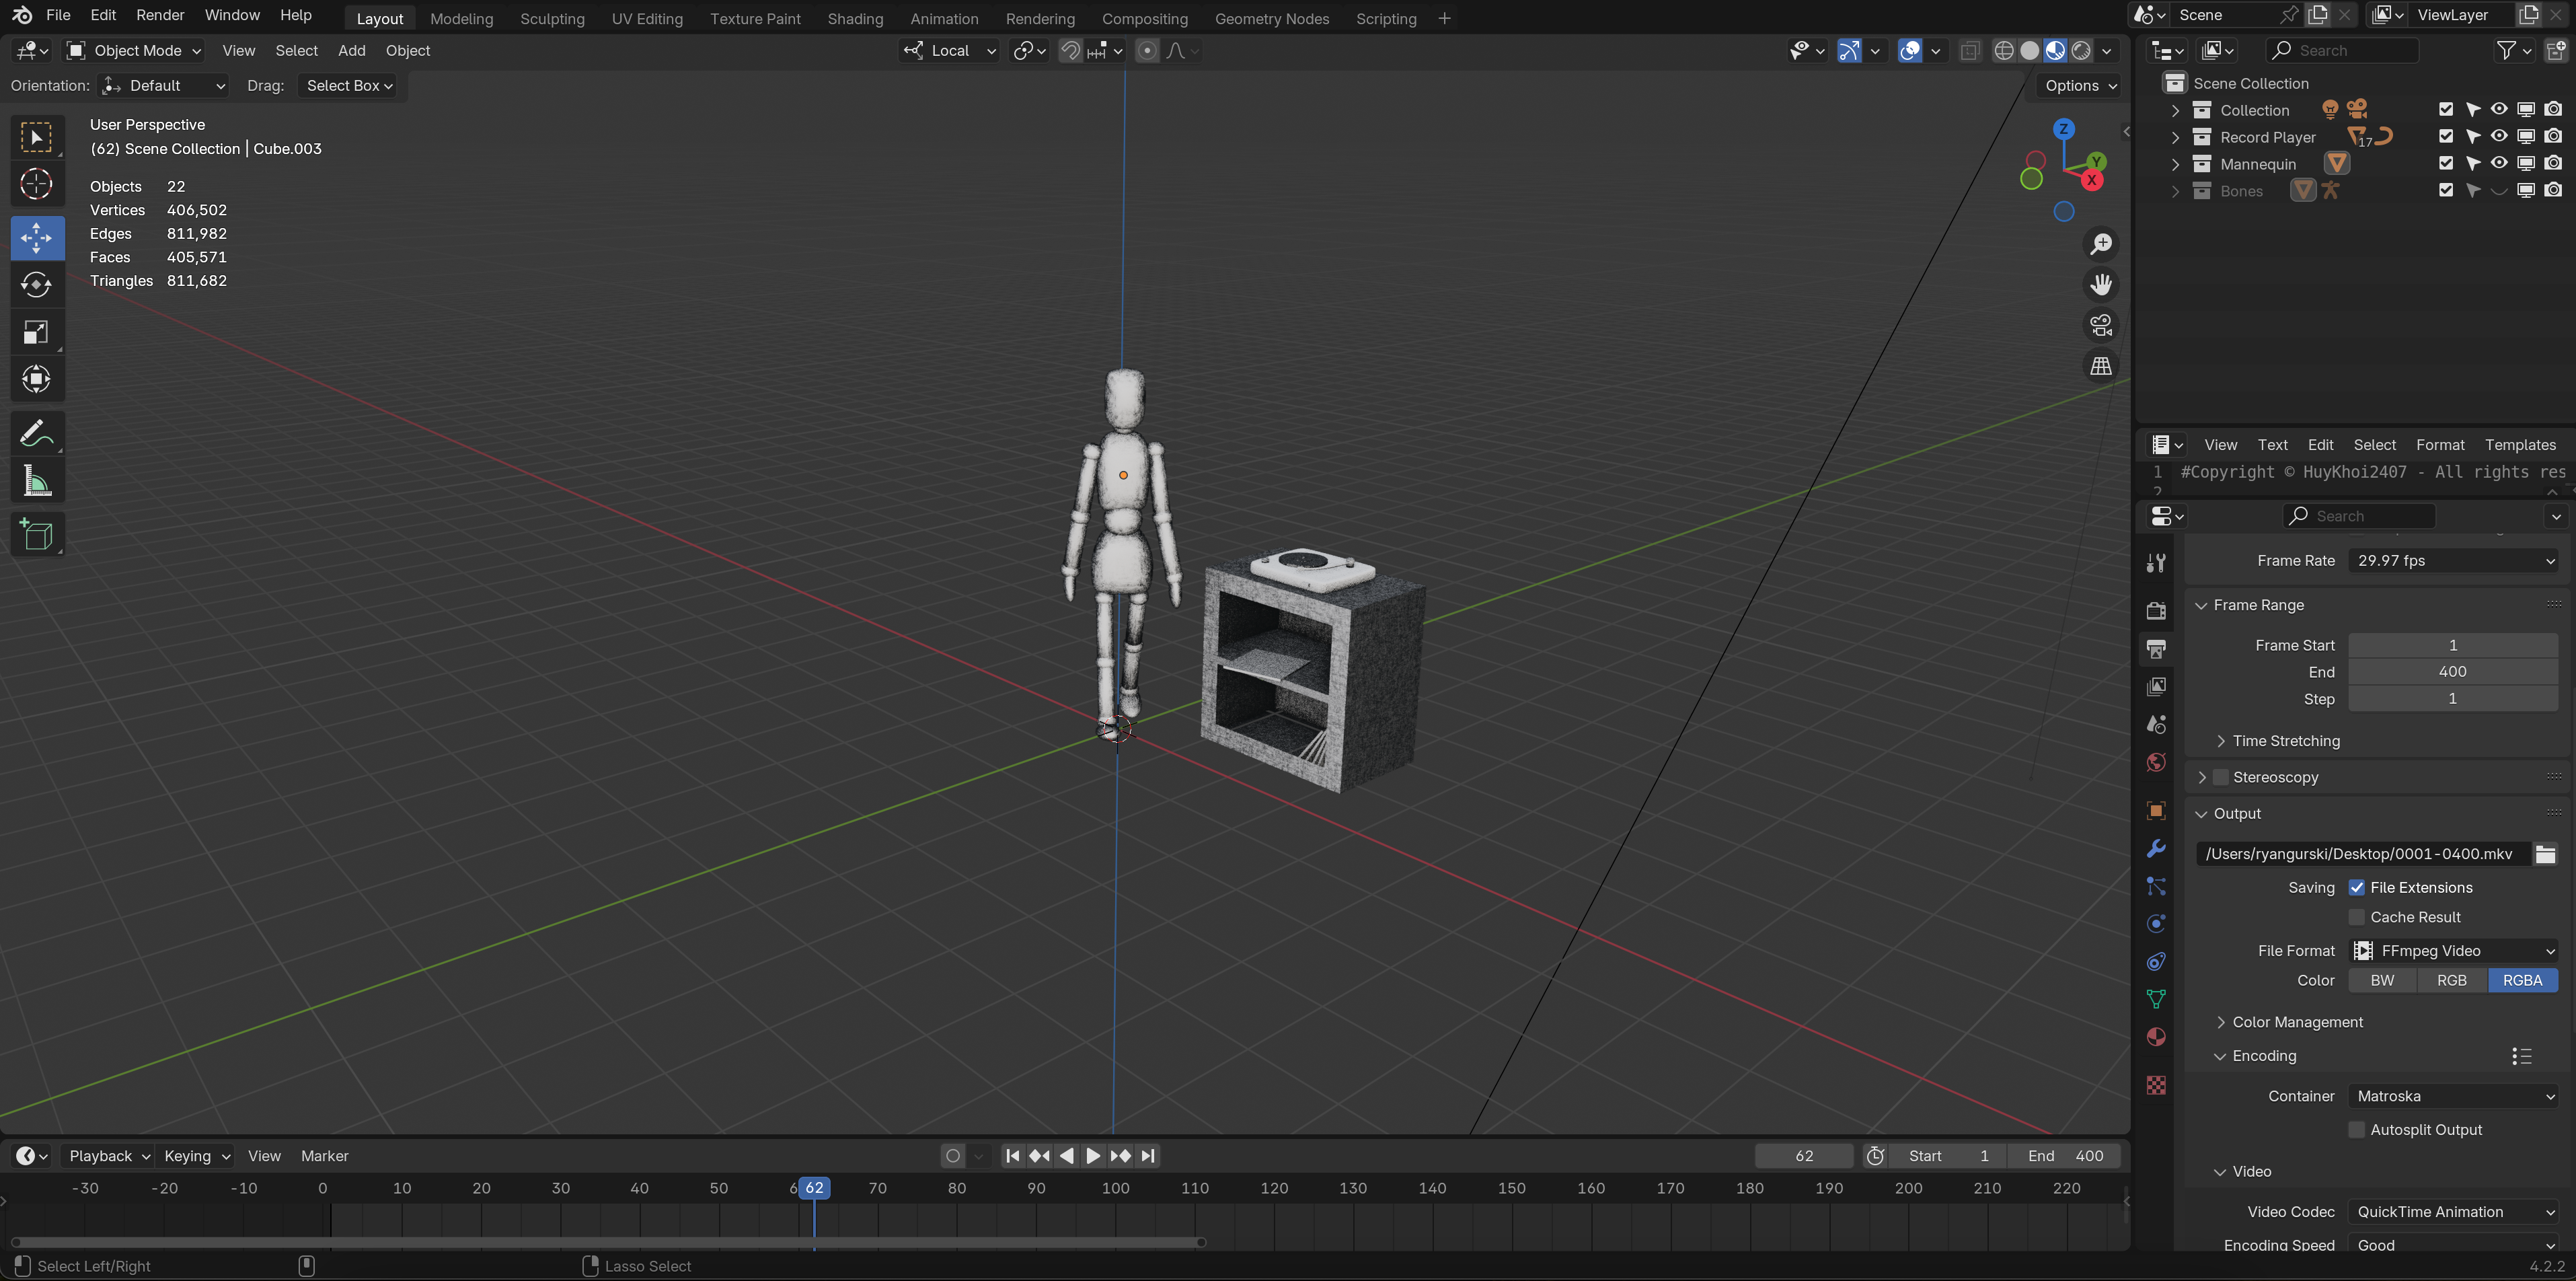 File Edit Render Window Help Layout Modeling Sculpting UV Editing Texture Paint Shading Animation Rendering Compositing Geometry Nodes Scripting + Scene ViewLayer
Object Mode View Select Add Object Local Search
Orientation: Default Drag: Select Box Options
User Perspective
(62) Scene Collection | Cube.003
Objects 22
Vertices 406,502
Edges 811,982
Faces 405,571
Triangles 811,682
Z
Y
X
Scene Collection
Collection
Record Player 17
Mannequin
Bones
View Text Edit Select Format Templates
1 #Copyright © HuyKhoi2407 - All rights res
2
Search
Frame Rate 29.97 fps
Frame Range
Frame Start 1
End 400
Step 1
Time Stretching
Stereoscopy
Output
/Users/ryangurski/Desktop/0001-0400.mkv
Saving File Extensions
Cache Result
File Format FFmpeg Video
Color BW RGB RGBA
Color Management
Encoding
Container Matroska
Autosplit Output
Video
Video Codec QuickTime Animation
Encoding Speed Good
Playback Keying View Marker 62 Start 1 End 400
-30 -20 -10 0 10 20 30 40 50 6 62 70 80 90 100 110 120 130 140 150 160 170 180 190 200 210 220
Select Left/Right Lasso Select 4.2.2